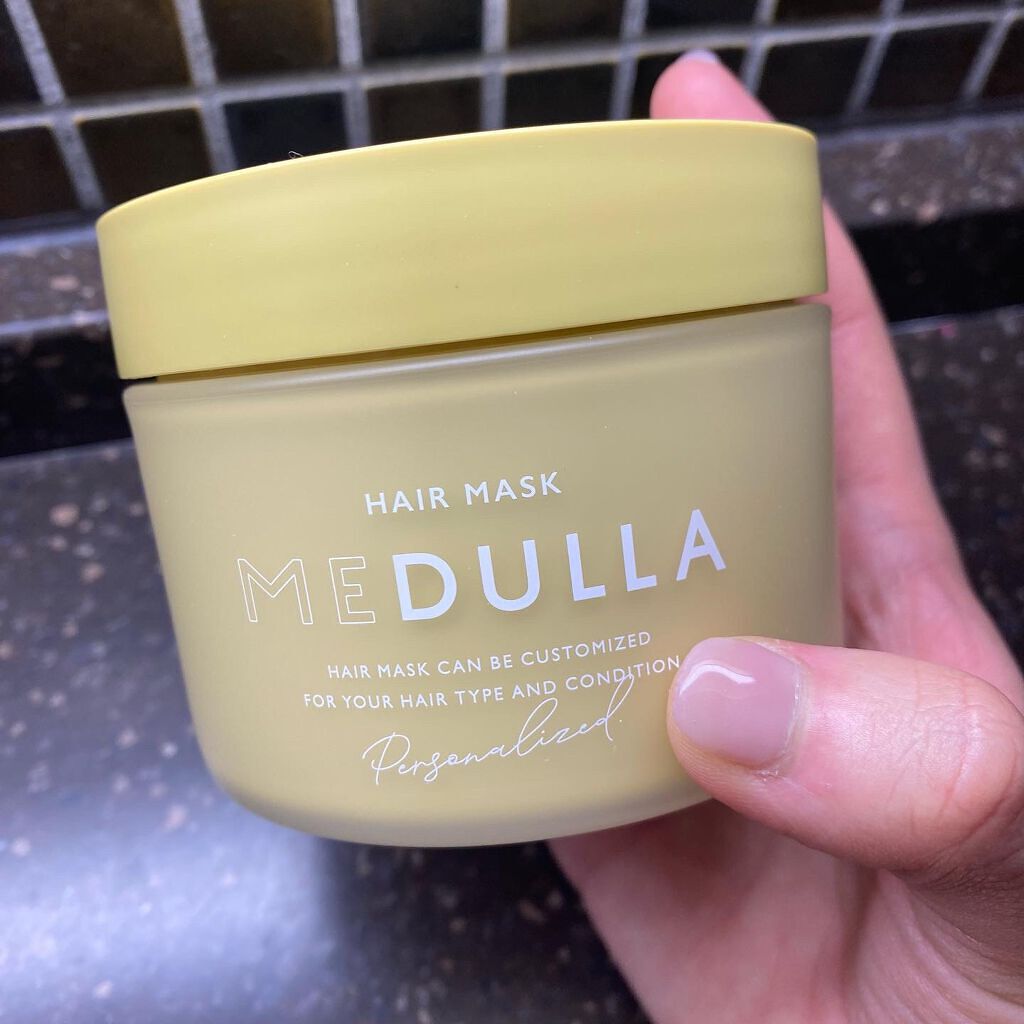 HAIR MASK
MEDULLA
HAIR MASK CAN BE CUSTOMIZED
FOR YOUR HAIR TYPE AND CONDITION
Personalized.